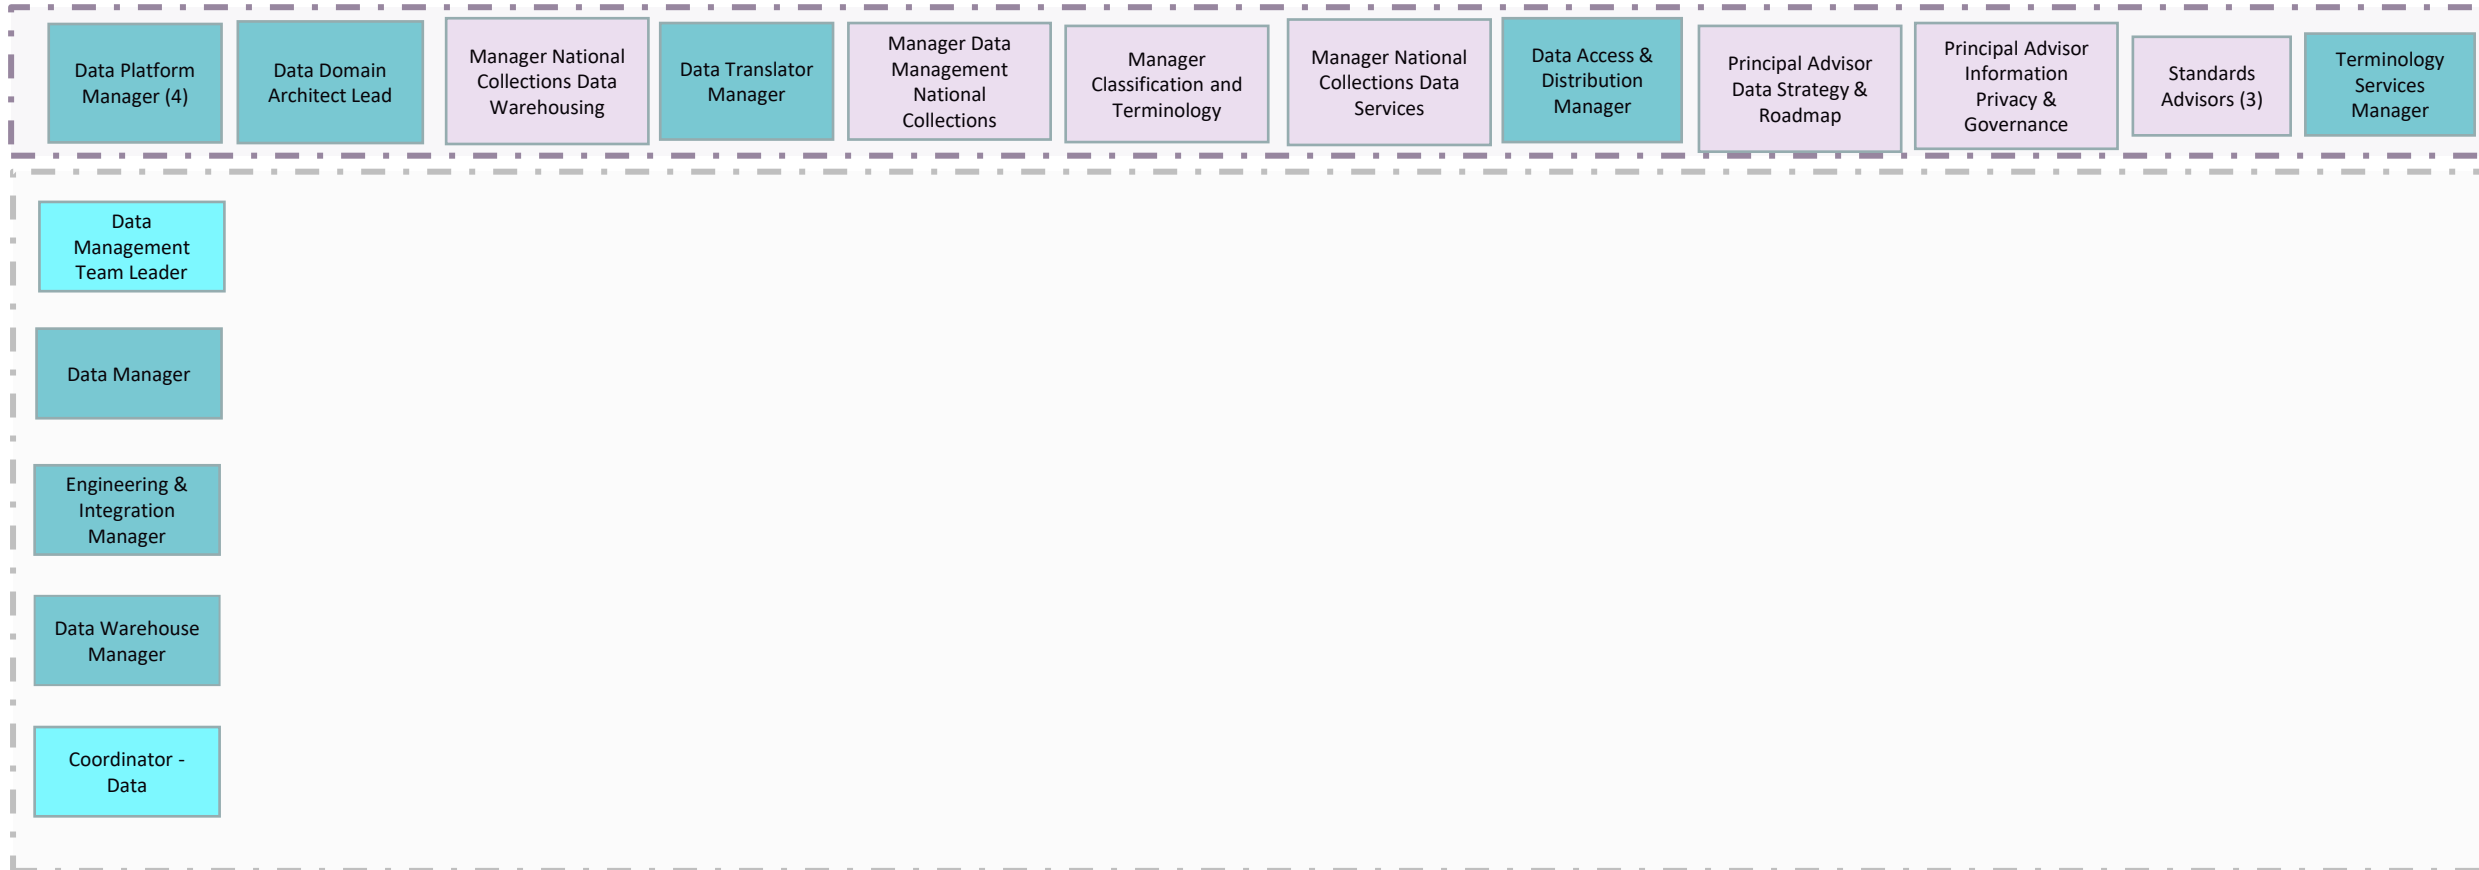 Data Platform
Manager (4)
Data Domain
Architect Lead
Manager National
Collections Data
Warehousing
Data Translator
Manager
Manager Data
Management
National
Collections
Manager
Classification and
Terminology
Manager National
Collections Data
Services
Data Access &
Distribution
Manager
Principal Advisor
Data Strategy &
Roadmap
Principal Advisor
Information
Privacy &
Governance
Standards
Advisors (3)
Terminology
Services
Manager
Data
Management
Team Leader
Data Manager
Engineering &
Integration
Manager
Data Warehouse
Manager
Coordinator -
Data